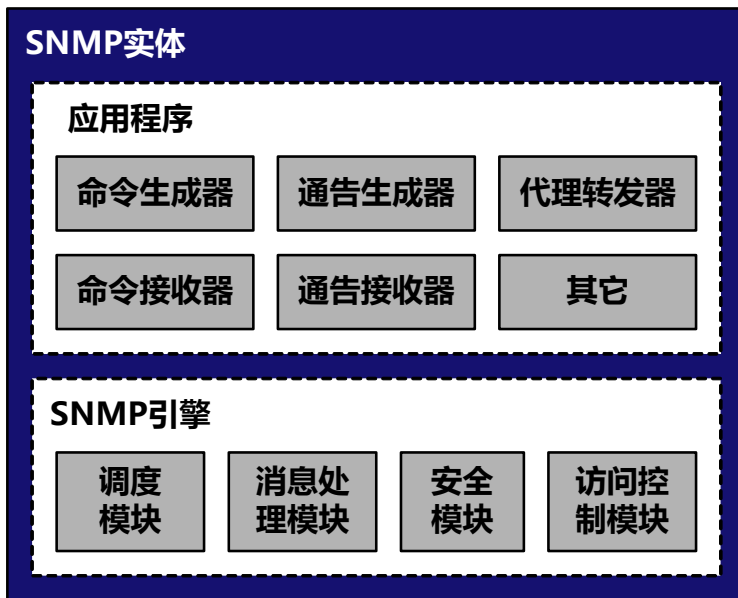 SNMP实体
应用程序
命令生成器
通告生成器
代理转发器
命令接收器
通告接收器
其它
SNMP引擎
调度
模块
消息处
理模块
安全
模块
访问控
制模块